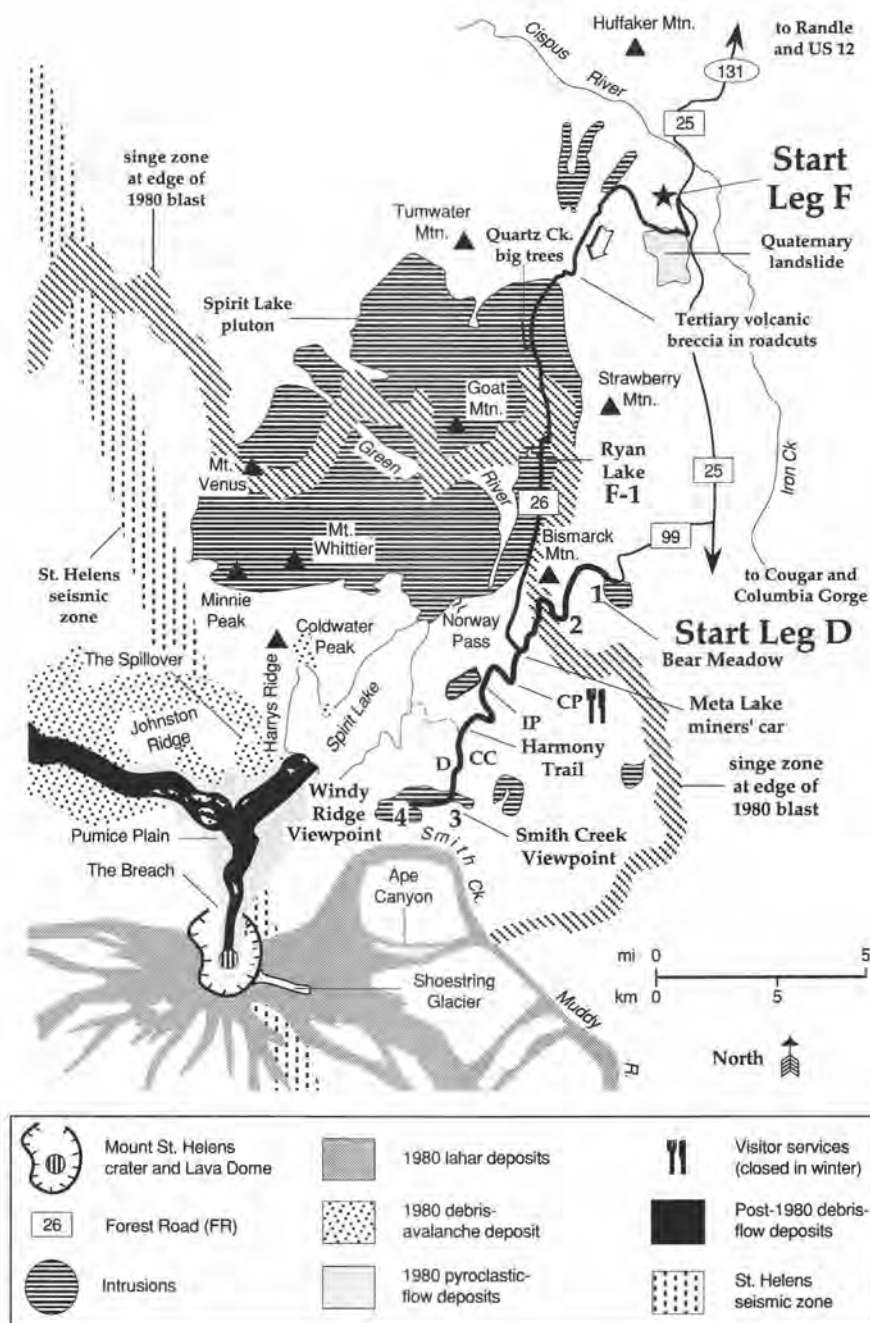 Huffaker Mtn.
to Randle
and US 12
Cispus
River
131
25
singe zone
at edge of
1980 blast
Start
Leg F
Tumwater
Mtn.
Quartz Ck.
big trees
Quaternary
landslide
Spirit Lake
pluton
Tertiary volcanic
breccia in roadcuts
Goat
Mtn.
Strawberry
Mtn.
Green
River
Mt.
Venus
Ryan
Lake
F-1
25
Iron Ck
26
Mt.
Whittier
Bismarck
Mtn.
99
St. Helens
seismic
zone
Minnie
Peak
1
to Cougar and
Columbia Gorge
Coldwater
Peak
Norway
Pass
2
Start Leg D
Bear Meadow
The Spillover
Harrys Ridge
Spirit Lake
CP
Meta Lake
miners' car
Johnston
Ridge
IP
Harmony
Trail
D
CC
singe zone
at edge of
1980 blast
Windy
Ridge
Viewpoint
4
3
Smith Creek
Viewpoint
Pumice Plain
Smith Ck.
The Breach
Ape
Canyon
mi 0 5
km 0 5
Shoestring
Glacier
Muddy
R.
North
Mount St. Helens
crater and Lava Dome
1980 lahar deposits
Visitor services
(closed in winter)
26
Forest Road (FR)
1980 debris-
avalanche deposit
Post-1980 debris-
flow deposits
Intrusions
1980 pyroclastic-
flow deposits
St. Helens
seismic zone